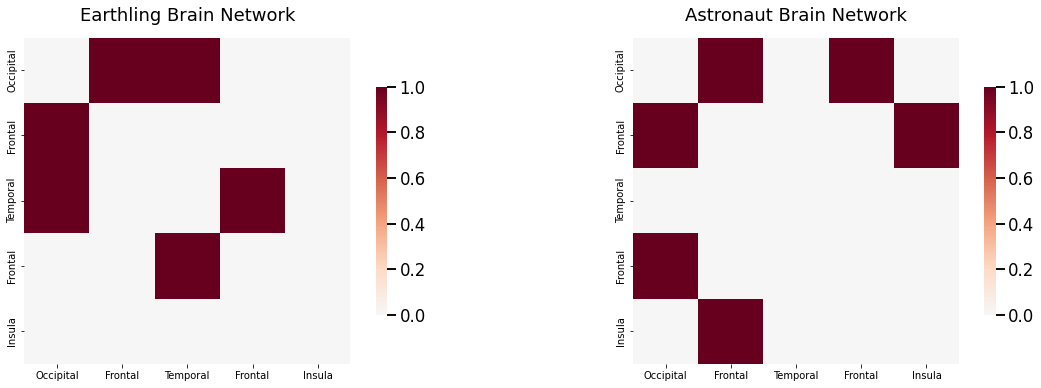 Earthling Brain Network
Occipital
Frontal
Temporal
Frontal
Insula
Occipital Frontal Temporal Frontal Insula
1.0
0.8
0.6
0.4
0.2
0.0
Astronaut Brain Network
Occipital
Frontal
Temporal
Frontal
Insula
Occipital Frontal Temporal Frontal Insula
1.0
0.8
0.6
0.4
0.2
0.0